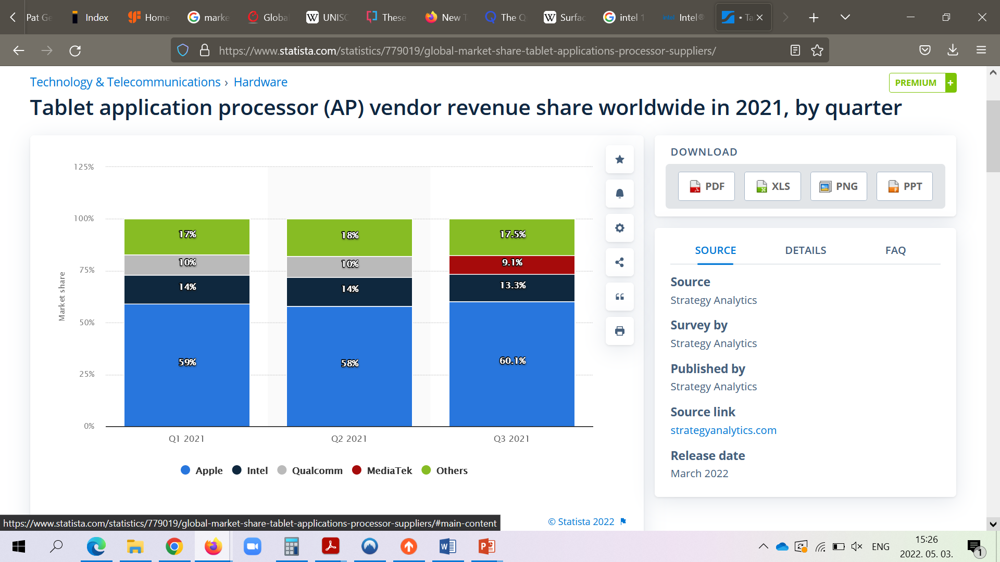 Pat Ge Index Home marke Global UNISC These New T The Q Surfac intel 1 Intel® • Ta
https://www.statista.com/statistics/779019/global-market-share-tablet-applications-processor-suppliers/
Technology & Telecommunications › Hardware
PREMIUM +
Tablet application processor (AP) vendor revenue share worldwide in 2021, by quarter
125%
100%
75%
50%
25%
0%
Market share
17% 18% 17.5%
10% 10% 9.1%
14% 14% 13.3%
59% 58% 60.1%
Q1 2021 Q2 2021 Q3 2021
Apple Intel Qualcomm MediaTek Others
© Statista 2022
DOWNLOAD
PDF XLS PNG PPT
SOURCE DETAILS FAQ
Source
Strategy Analytics
Survey by
Strategy Analytics
Published by
Strategy Analytics
Source link
strategyanalytics.com
Release date
March 2022
https://www.statista.com/statistics/779019/global-market-share-tablet-applications-processor-suppliers/#main-content
ENG
15:26
2022. 05. 03.
1